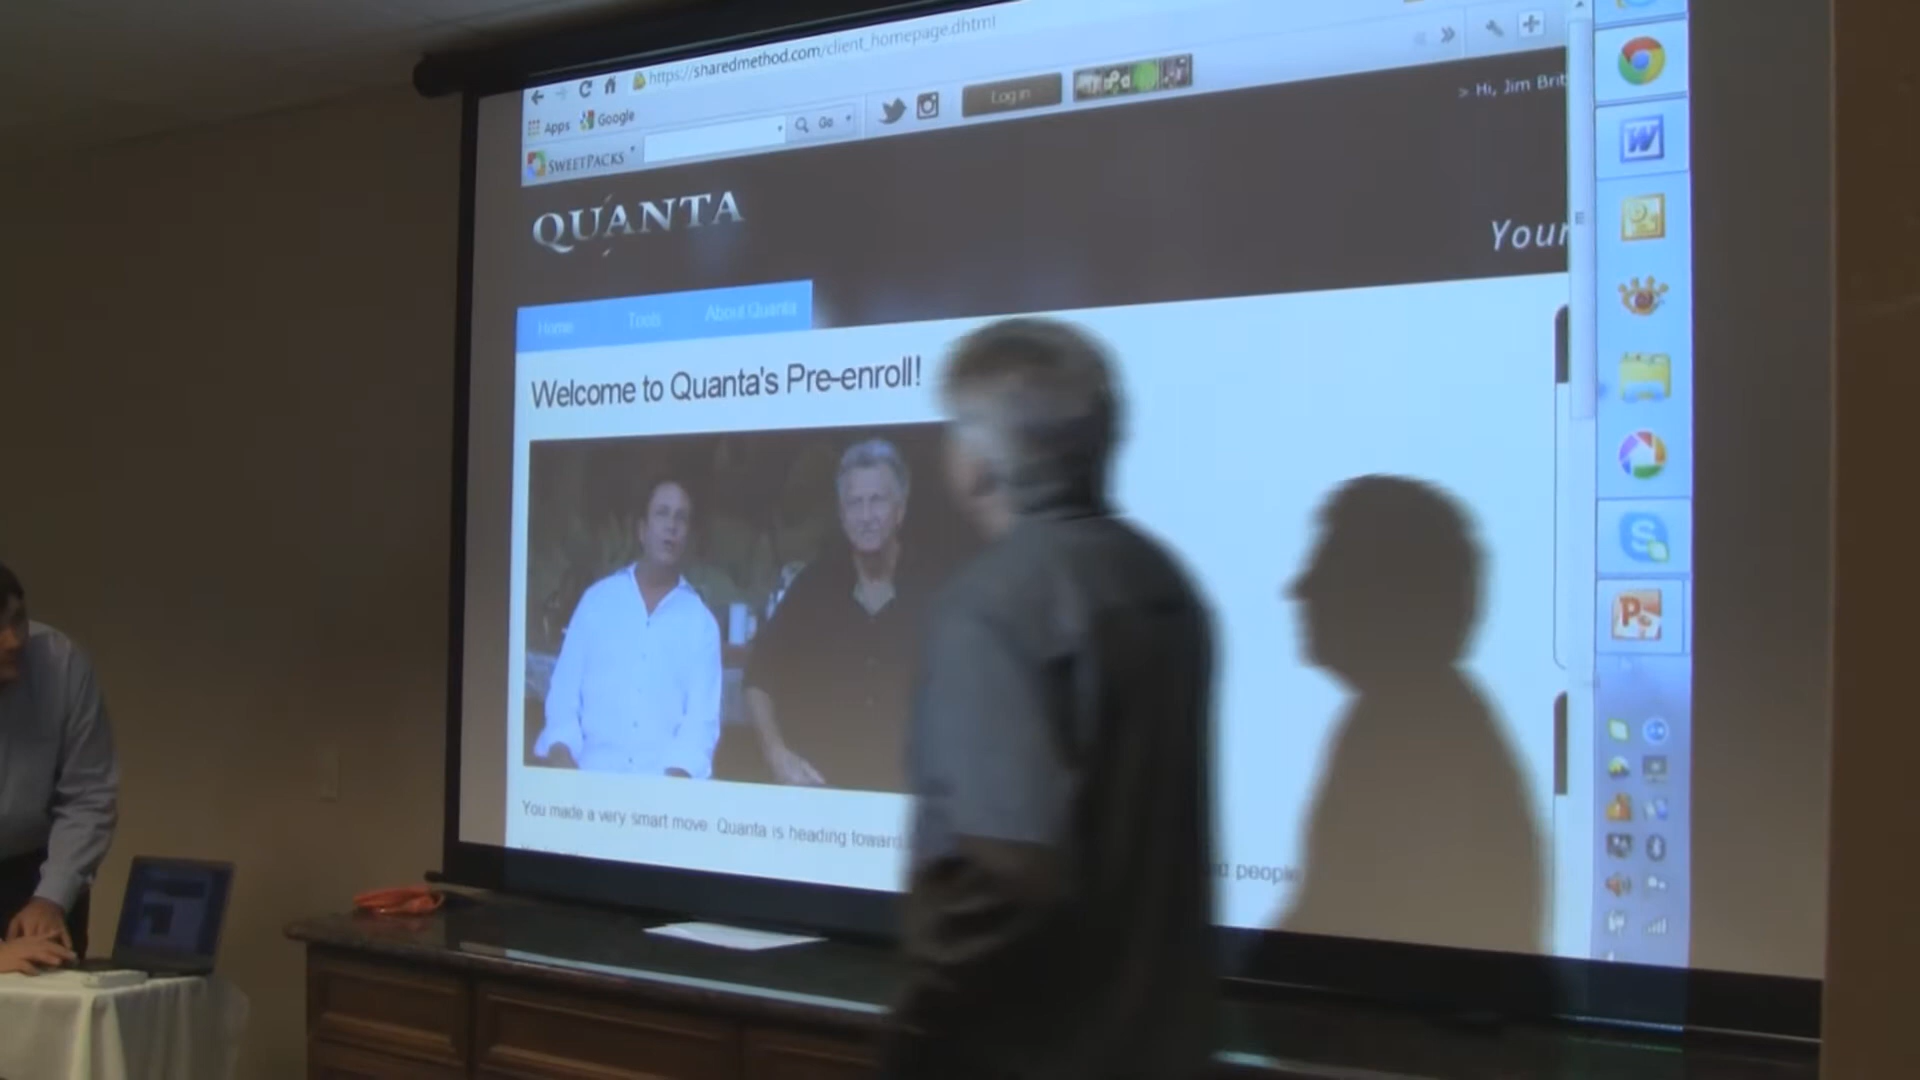 https://sharedmethod.com/client_homepage.dhtml
Apps Google
Go
Log in
SWEETPACKS
> Hi, Jim Brit
QUANTA
Your
Home Tools About Quanta
Welcome to Quanta's Pre-enroll!
You made a very smart move. Quanta is heading toward
people